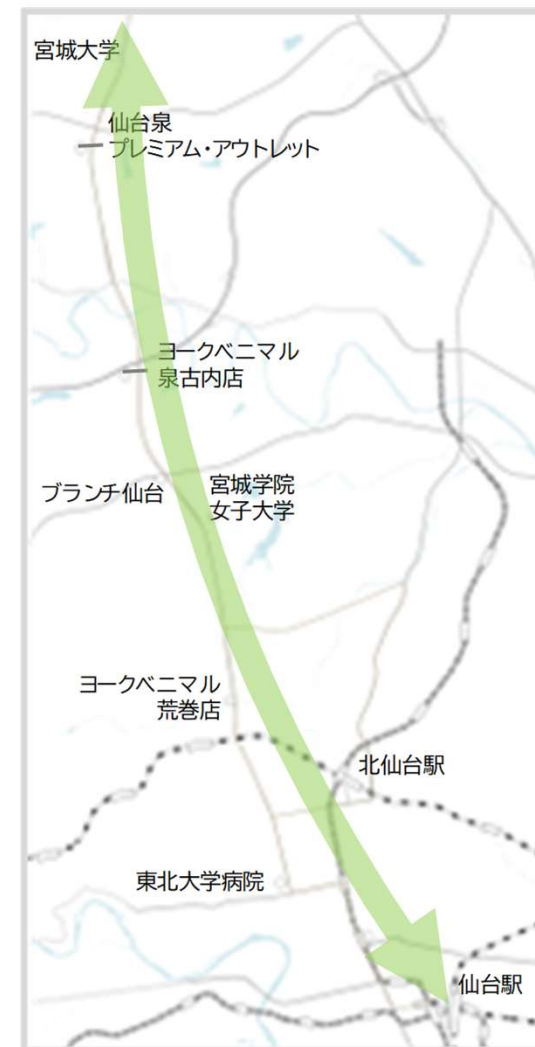 宮城大学
仙台泉
プレミアム・アウトレット
ヨークベニマル
泉古内店
ブランチ仙台
宮城学院
女子大学
ヨークベニマル
荒巻店
北仙台駅
東北大学病院
仙台駅